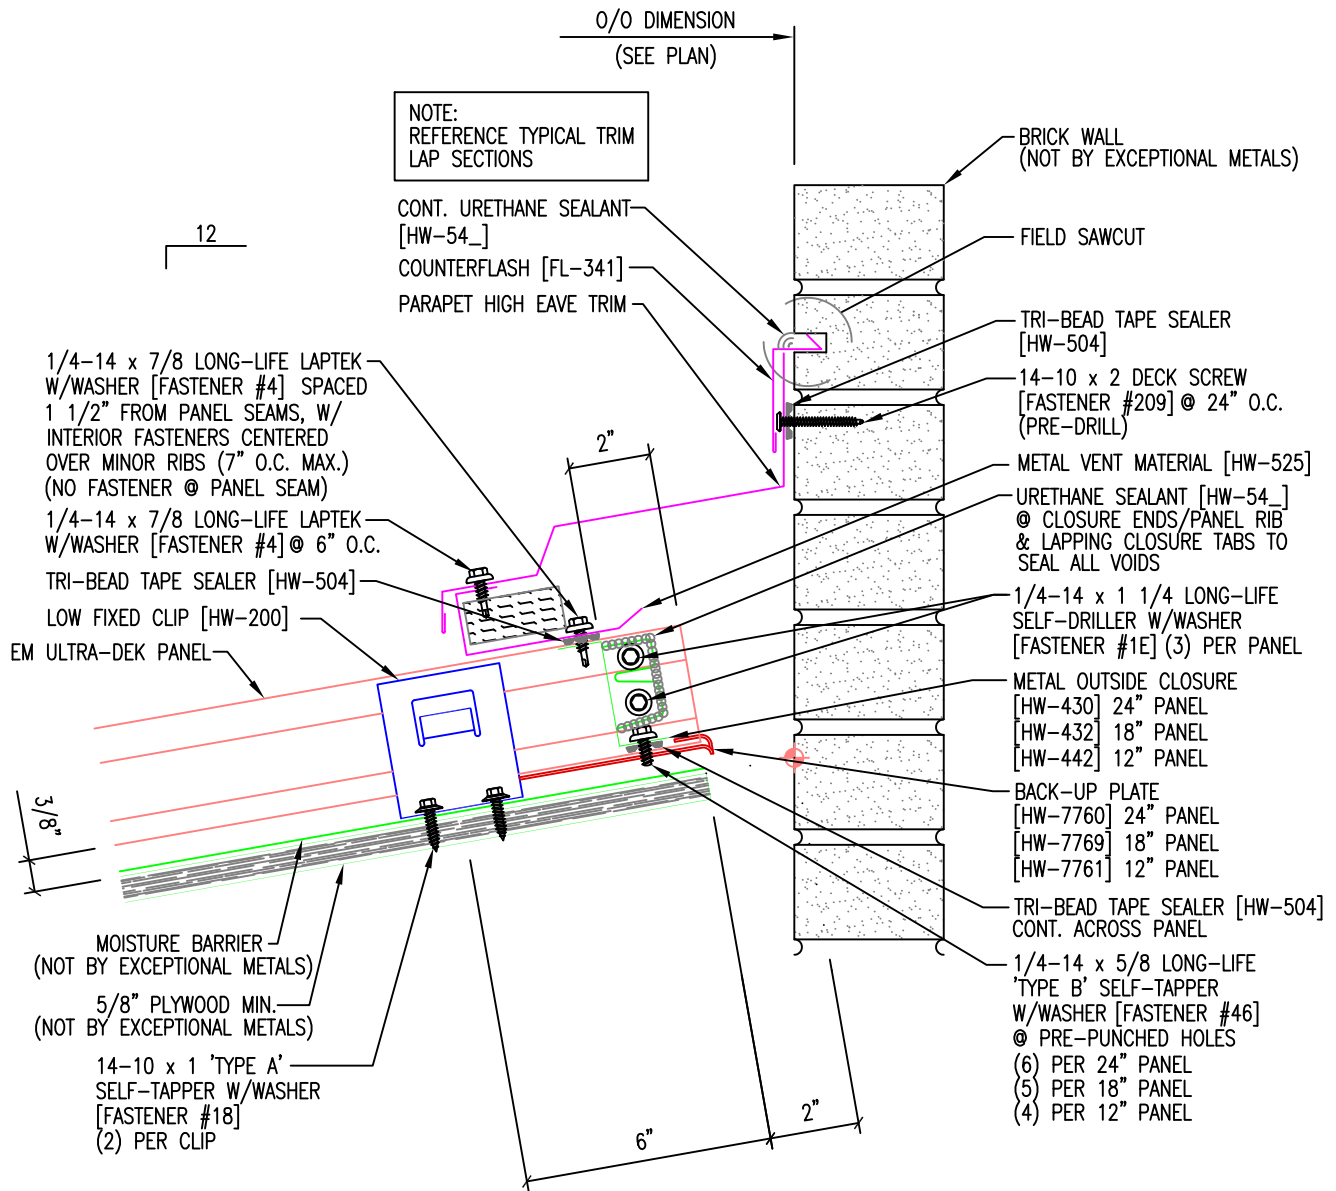 O/O DIMENSION
(SEE PLAN)
NOTE:
REFERENCE TYPICAL TRIM
LAP SECTIONS
BRICK WALL
(NOT BY EXCEPTIONAL METALS)
CONT. URETHANE SEALANT
[HW-54_]
COUNTERFLASH [FL-341]
PARAPET HIGH EAVE TRIM
12
FIELD SAWCUT
TRI-BEAD TAPE SEALER
[HW-504]
14-10 x 2 DECK SCREW
[FASTENER #209] @ 24" O.C.
(PRE-DRILL)
METAL VENT MATERIAL [HW-525]
URETHANE SEALANT [HW-54_]
@ CLOSURE ENDS/PANEL RIB
& LAPPING CLOSURE TABS TO
SEAL ALL VOIDS
1/4-14 x 1 1/4 LONG-LIFE
SELF-DRILLER W/WASHER
[FASTENER #1E] (3) PER PANEL
METAL OUTSIDE CLOSURE
[HW-430] 24" PANEL
[HW-432] 18" PANEL
[HW-442] 12" PANEL
BACK-UP PLATE
[HW-7760] 24" PANEL
[HW-7769] 18" PANEL
[HW-7761] 12" PANEL
TRI-BEAD TAPE SEALER [HW-504]
CONT. ACROSS PANEL
1/4-14 x 5/8 LONG-LIFE
'TYPE B' SELF-TAPPER
W/WASHER [FASTENER #46]
@ PRE-PUNCHED HOLES
(6) PER 24" PANEL
(5) PER 18" PANEL
(4) PER 12" PANEL
1/4-14 x 7/8 LONG-LIFE LAPTEK
W/WASHER [FASTENER #4] SPACED
1 1/2" FROM PANEL SEAMS, W/
INTERIOR FASTENERS CENTERED
OVER MINOR RIBS (7" O.C. MAX.)
(NO FASTENER @ PANEL SEAM)
1/4-14 x 7/8 LONG-LIFE LAPTEK
W/WASHER [FASTENER #4] @ 6" O.C.
TRI-BEAD TAPE SEALER [HW-504]
LOW FIXED CLIP [HW-200]
EM ULTRA-DEK PANEL
2"
3/8"
MOISTURE BARRIER
(NOT BY EXCEPTIONAL METALS)
5/8" PLYWOOD MIN.
(NOT BY EXCEPTIONAL METALS)
14-10 x 1 'TYPE A'
SELF-TAPPER W/WASHER
[FASTENER #18]
(2) PER CLIP
6"
2"